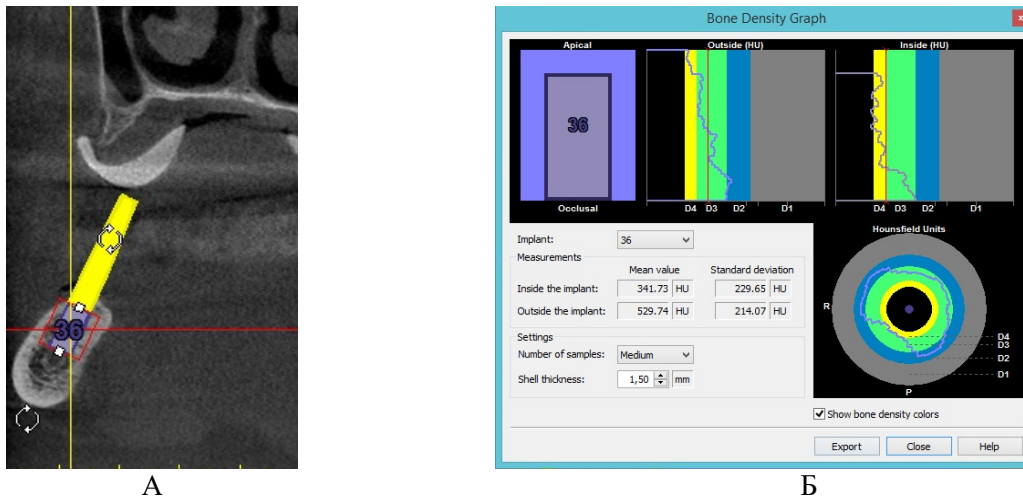 36
Bone Density Graph
x
Apical
Outside (HU)
Inside (HU)
36
Occlusal
D4 D3 D2 D1
D4 D3 D2 D1
Implant: 36
Measurements
Mean value Standard deviation
Inside the implant: 341.73 HU 229.65 HU
Outside the implant: 529.74 HU 214.07 HU
Settings
Number of samples: Medium
Shell thickness: 1,50 mm
Hounsfield Units
R
D4
D3
D2
D1
P
Show bone density colors
Export Close Help
А Б